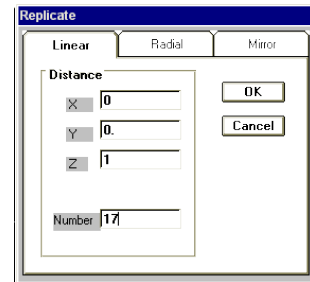 Replicate
Linear Radial Mirror
Distance
X 0
OK
Y 0.
Cancel
Z 1
Number 17